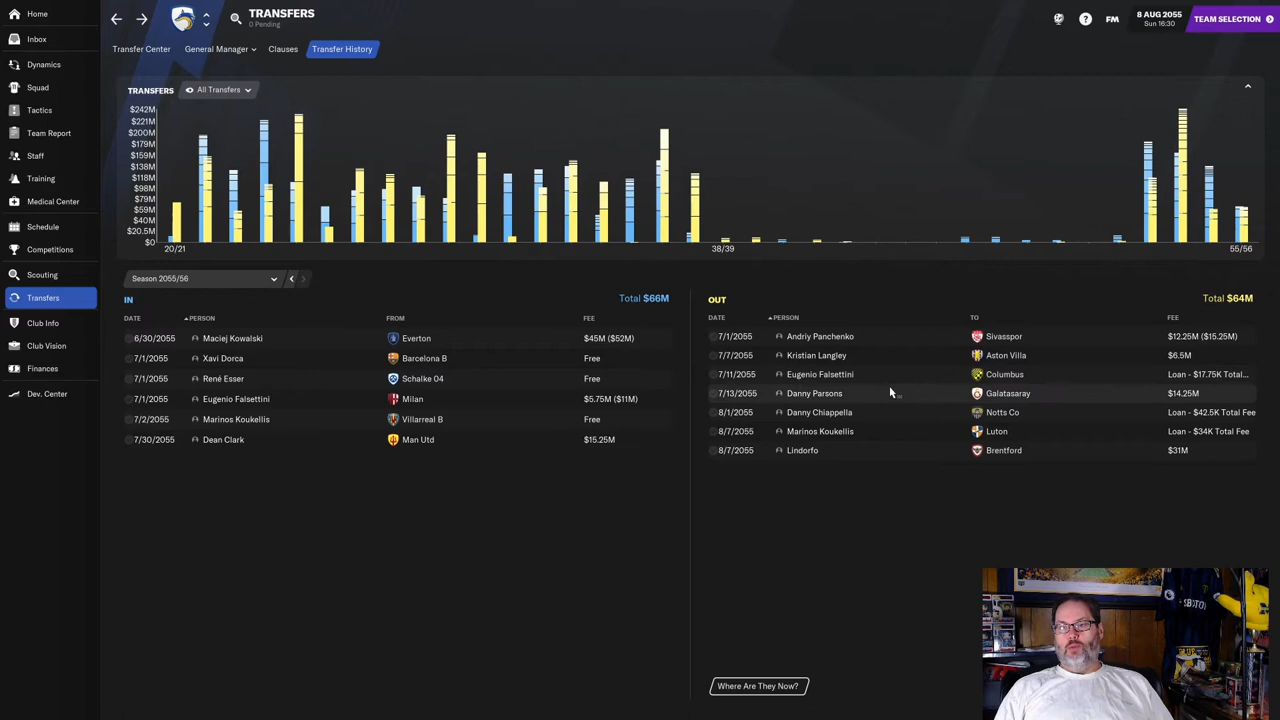 Home
TRANSFERS
0 Pending
8 AUG 2055
Sun 16:30
FM
TEAM SELECTION
Inbox
Transfer Center
General Manager
Clauses
Transfer History
Dynamics
Squad
Tactics
Team Report
Staff
Training
Medical Center
Schedule
Competitions
Scouting
Transfers
Club Info
Club Vision
Finances
Dev. Center
TRANSFERS
All Transfers
$242M
$221M
$200M
$179M
$159M
$138M
$118M
$98M
$79M
$59M
$40M
$20.5M
$0
20/21
38/39
55/56
Season 2055/56
IN
Total $66M
DATE PERSON FROM FEE
6/30/2055 Maciej Kowalski Everton $45M ($52M)
7/1/2055 Xavi Dorca Barcelona B Free
7/1/2055 René Esser Schalke 04 Free
7/1/2055 Eugenio Falsettini Milan $5.75M ($11M)
7/2/2055 Marinos Koukellis Villarreal B Free
7/30/2055 Dean Clark Man Utd $15.25M
OUT
Total $64M
DATE PERSON TO FEE
7/1/2055 Andriy Panchenko Sivasspor $12.25M ($15.25M)
7/7/2055 Kristian Langley Aston Villa $6.5M
7/11/2055 Eugenio Falsettini Columbus Loan - $17.75K Total...
7/13/2055 Danny Parsons Galatasaray $14.25M
8/1/2055 Danny Chiappella Notts Co Loan - $42.5K Total Fee
8/7/2055 Marinos Koukellis Luton Loan - $34K Total Fee
8/7/2055 Lindorfo Brentford $31M
Where Are They Now?